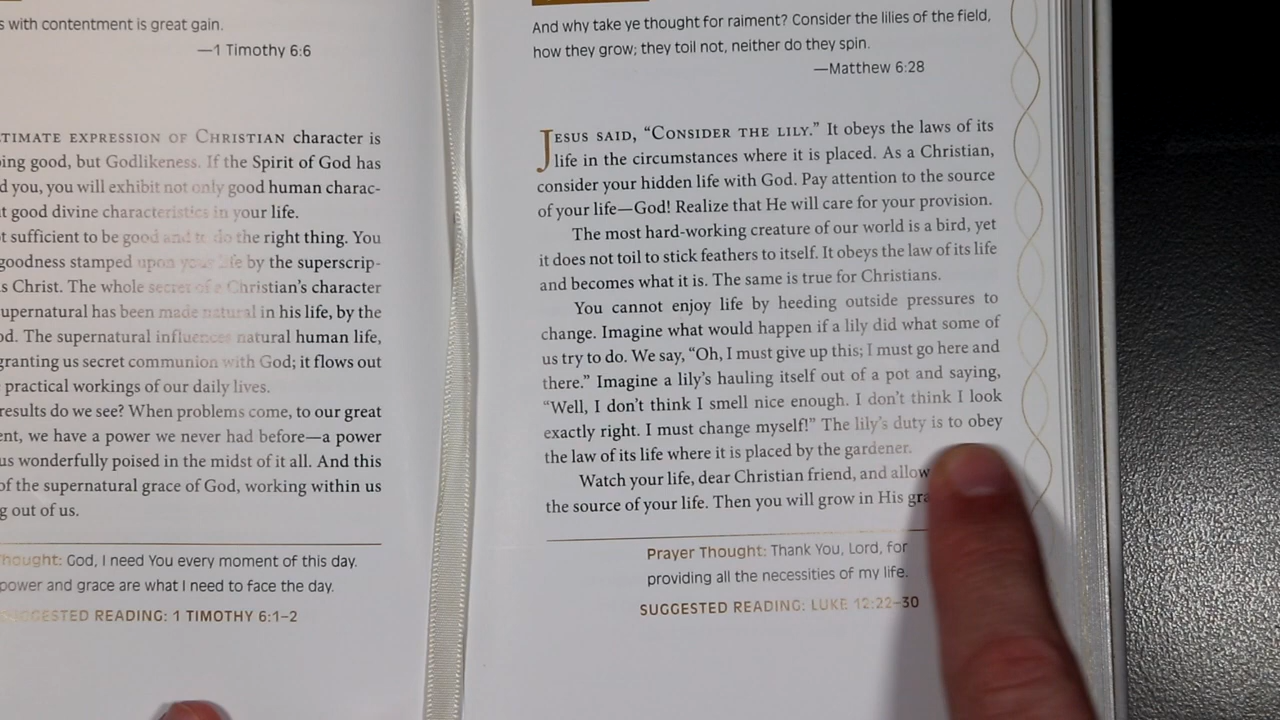 s with contentment is great gain.
—1 Timothy 6:6
TIMATE EXPRESSION OF CHRISTIAN character is
ing good, but Godlikeness. If the Spirit of God has
d you, you will exhibit not only good human charac-
t good divine characteristics in your life.
t sufficient to be good and to do the right thing. You
goodness stamped upon your life by the superscrip-
s Christ. The whole secret of a Christian's character
upernatural has been made natural in his life, by the
od. The supernatural influences natural human life,
granting us secret communion with God; it flows out
practical workings of our daily lives.
results do we see? When problems come, to our great
ent, we have a power we never had before—a power
us wonderfully poised in the midst of it all. And this
of the supernatural grace of God, working within us
g out of us.
Thought: God, I need You every moment of this day.
power and grace are what I need to face the day.
SUGGESTED READING: 1 TIMOTHY 6:1–2
And why take ye thought for raiment? Consider the lilies of the field,
how they grow; they toil not, neither do they spin.
—Matthew 6:28
JESUS SAID, “CONSIDER THE LILY.” It obeys the laws of its
life in the circumstances where it is placed. As a Christian,
consider your hidden life with God. Pay attention to the source
of your life—God! Realize that He will care for your provision.
The most hard-working creature of our world is a bird, yet
it does not toil to stick feathers to itself. It obeys the law of its life
and becomes what it is. The same is true for Christians.
You cannot enjoy life by heeding outside pressures to
change. Imagine what would happen if a lily did what some of
us try to do. We say, “Oh, I must give up this; I must go here and
there.” Imagine a lily's hauling itself out of a pot and saying,
“Well, I don't think I smell nice enough. I don't think I look
exactly right. I must change myself!” The lily's duty is to obey
the law of its life where it is placed by the gardener.
Watch your life, dear Christian friend, and allow
the source of your life. Then you will grow in His gra
Prayer Thought: Thank You, Lord, for
providing all the necessities of my life.
SUGGESTED READING: LUKE 12:22–30